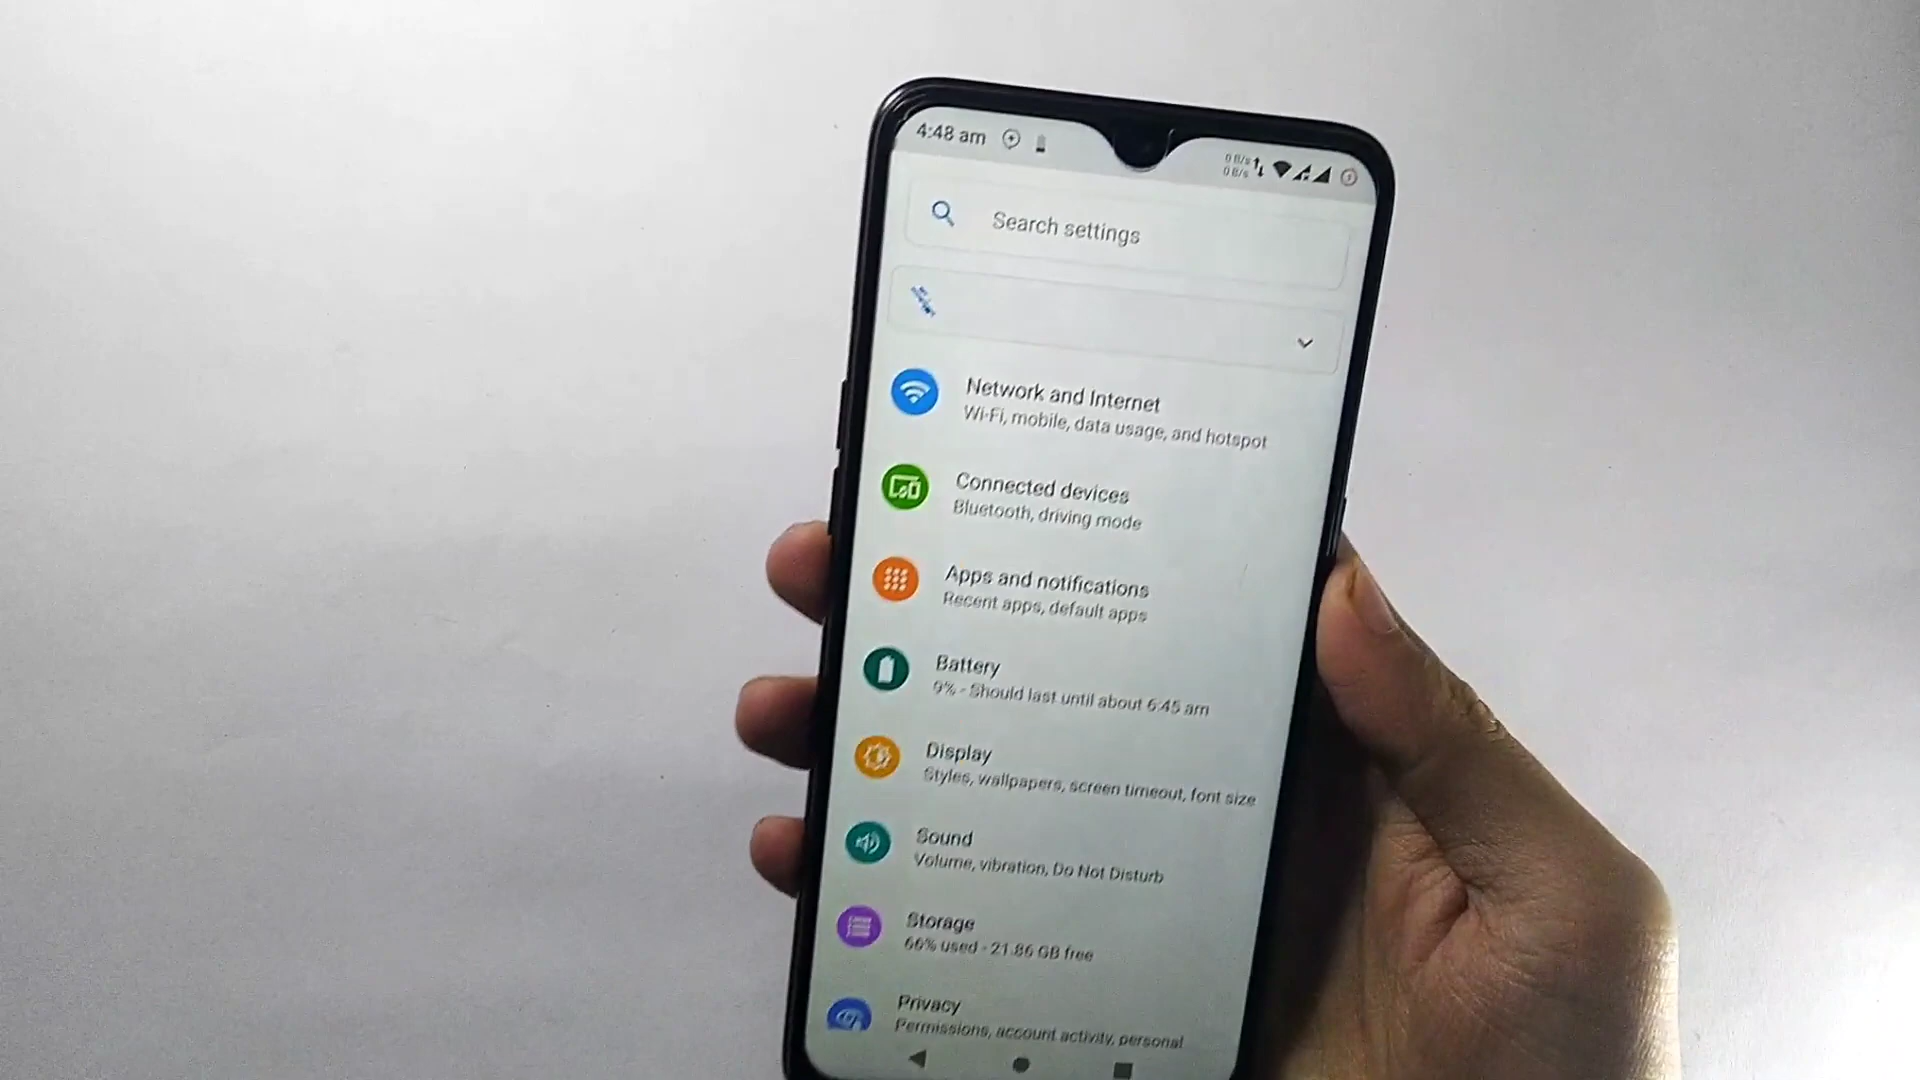 4:48 am
0 B/s
0 B/s
Search settings
Network and Internet
Wi-Fi, mobile, data usage, and hotspot
Connected devices
Bluetooth, driving mode
Apps and notifications
Recent apps, default apps
Battery
9% - Should last until about 6:45 am
Display
Styles, wallpapers, screen timeout, font size
Sound
Volume, vibration, Do Not Disturb
Storage
66% used - 21.86 GB free
Privacy
Permissions, account activity, personal